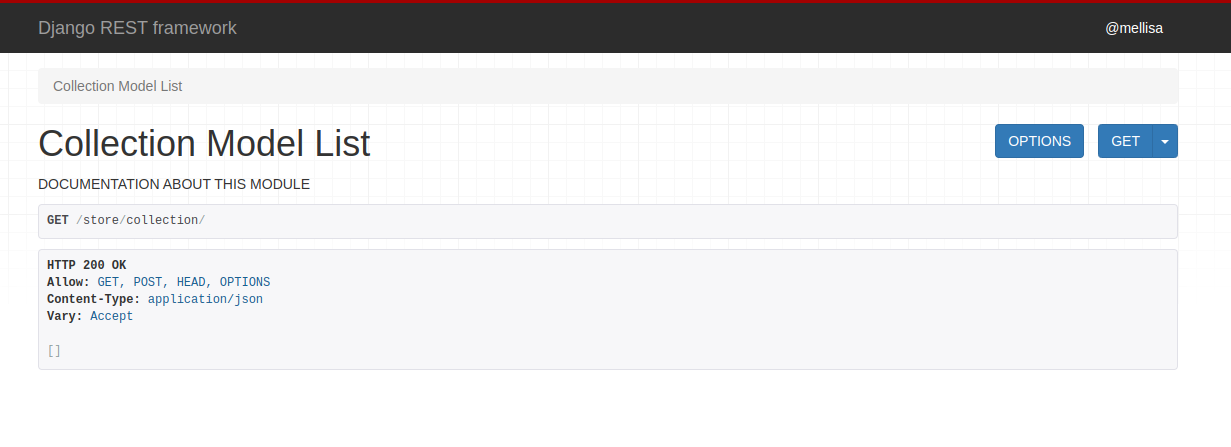 Django REST framework
@mellisa
Collection Model List
Collection Model List
OPTIONS
GET
DOCUMENTATION ABOUT THIS MODULE
GET /store/collection/
HTTP 200 OK
Allow: GET, POST, HEAD, OPTIONS
Content-Type: application/json
Vary: Accept
[]